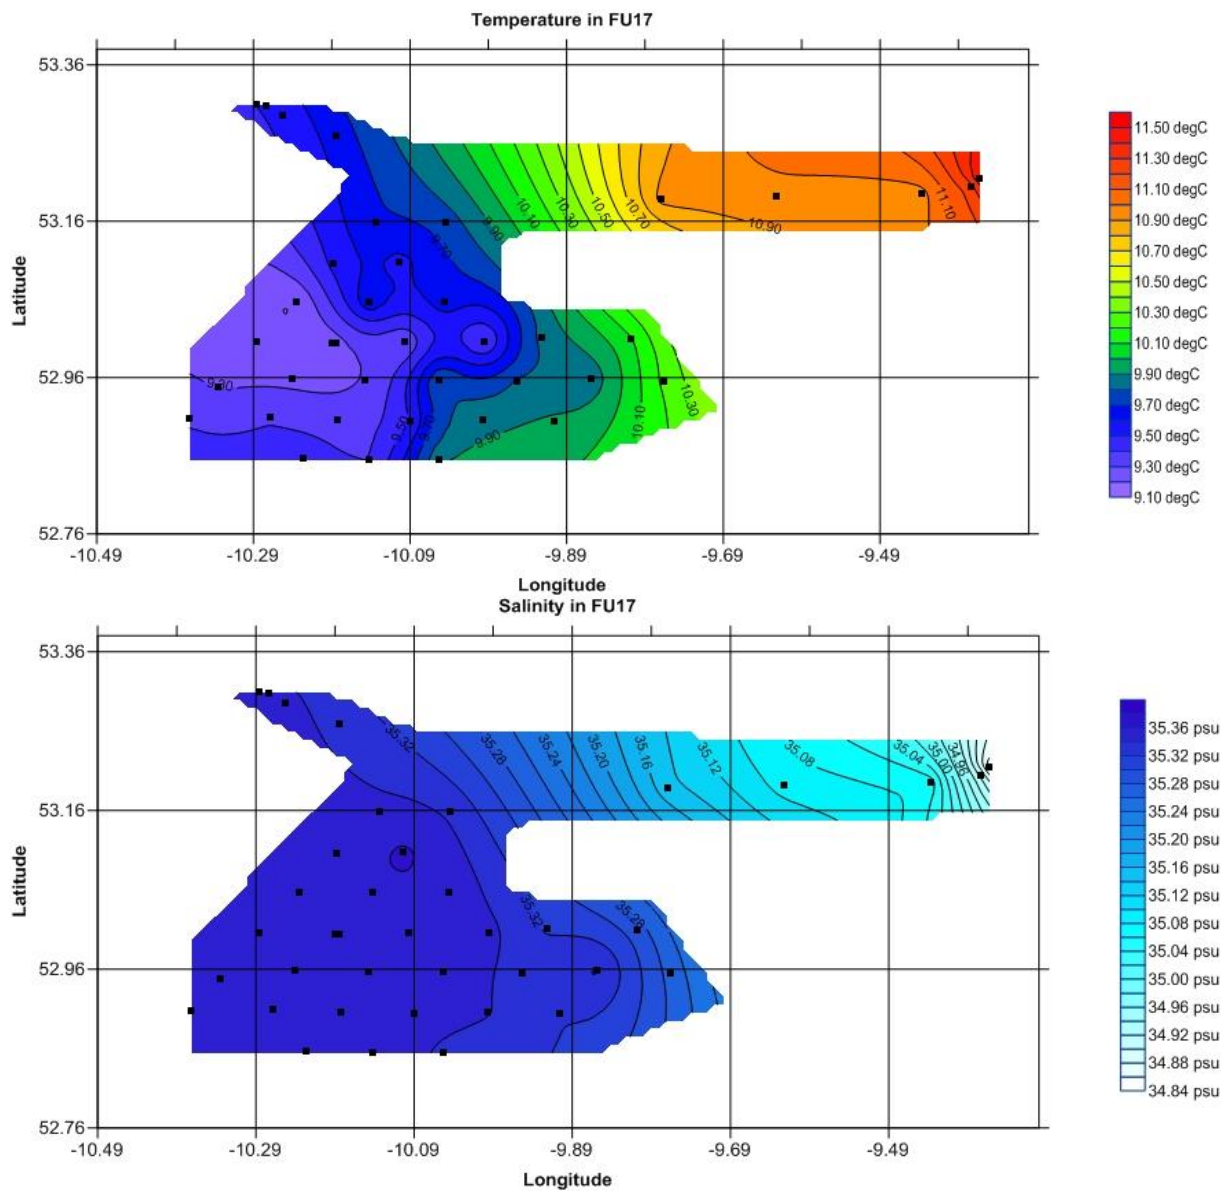 Temperature in FU17
53.36
53.16
52.96
52.76
Latitude
-10.49
-10.29
-10.09
-9.89
-9.69
-9.49
Longitude
9.90
10.10
10.30
10.50
10.70
10.90
11.10
9.70
9.30
9.50
9.70
9.90
10.10
10.30
11.50 degC
11.30 degC
11.10 degC
10.90 degC
10.70 degC
10.50 degC
10.30 degC
10.10 degC
9.90 degC
9.70 degC
9.50 degC
9.30 degC
9.10 degC
Salinity in FU17
53.36
53.16
52.96
52.76
Latitude
-10.49
-10.29
-10.09
-9.89
-9.69
-9.49
Longitude
35.32
35.28
35.24
35.20
35.16
35.12
35.08
35.04
35.00
34.96
35.32
35.28
35.36 psu
35.32 psu
35.28 psu
35.24 psu
35.20 psu
35.16 psu
35.12 psu
35.08 psu
35.04 psu
35.00 psu
34.96 psu
34.92 psu
34.88 psu
34.84 psu